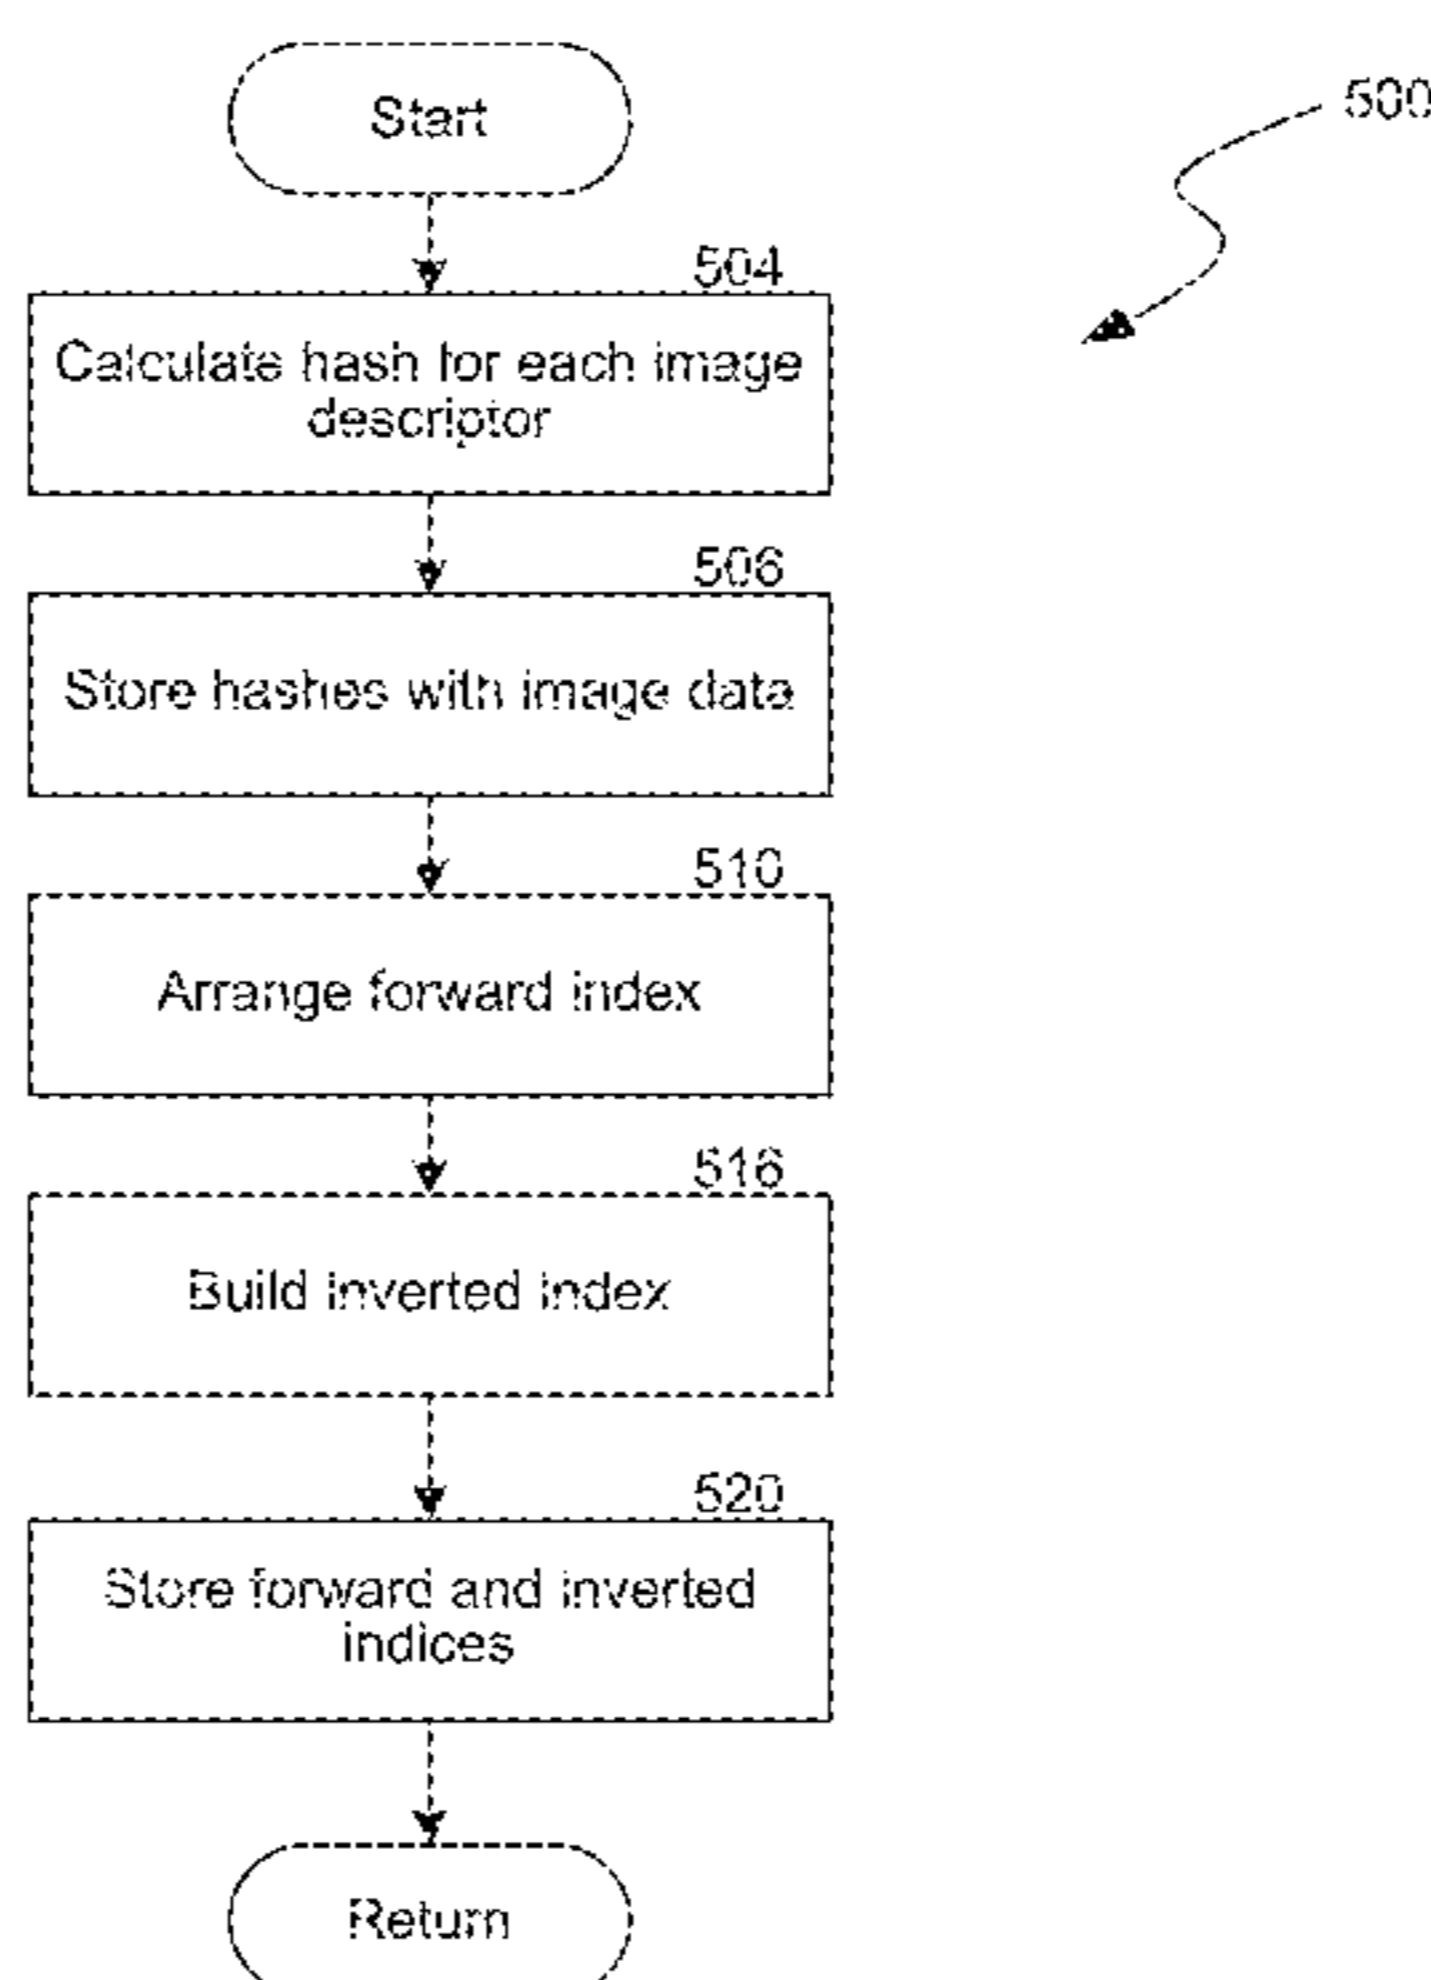 Start
500
504
Calculate hash for each image
descriptor
506
Store hashes with image data
510
Arrange forward index
516
Build inverted index
520
Store forward and inverted
indices
Return